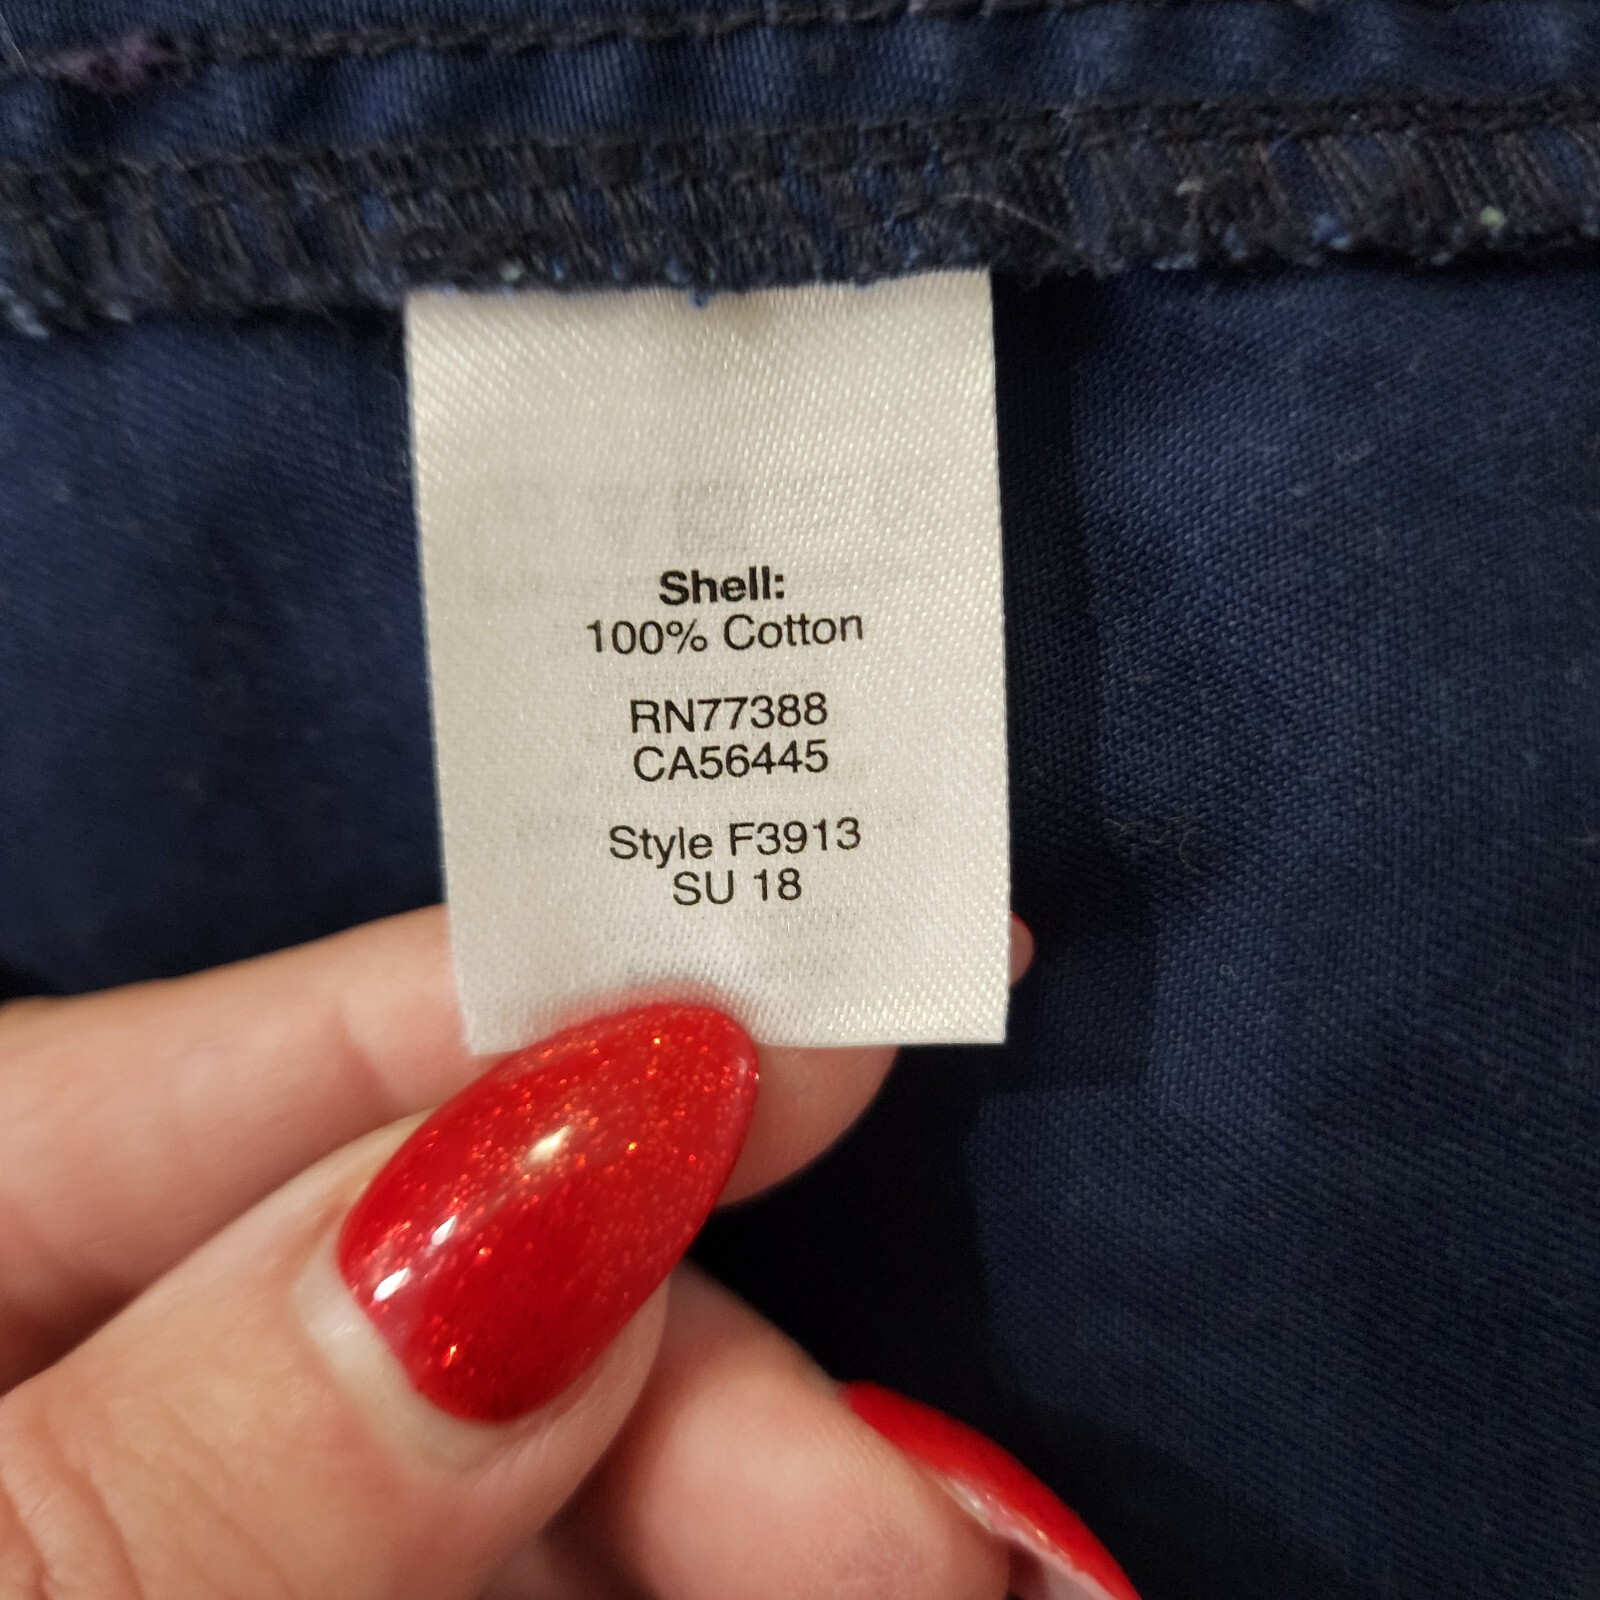 Shell:
100% Cotton
RN77388
CA56445
Style F3913
SU 18